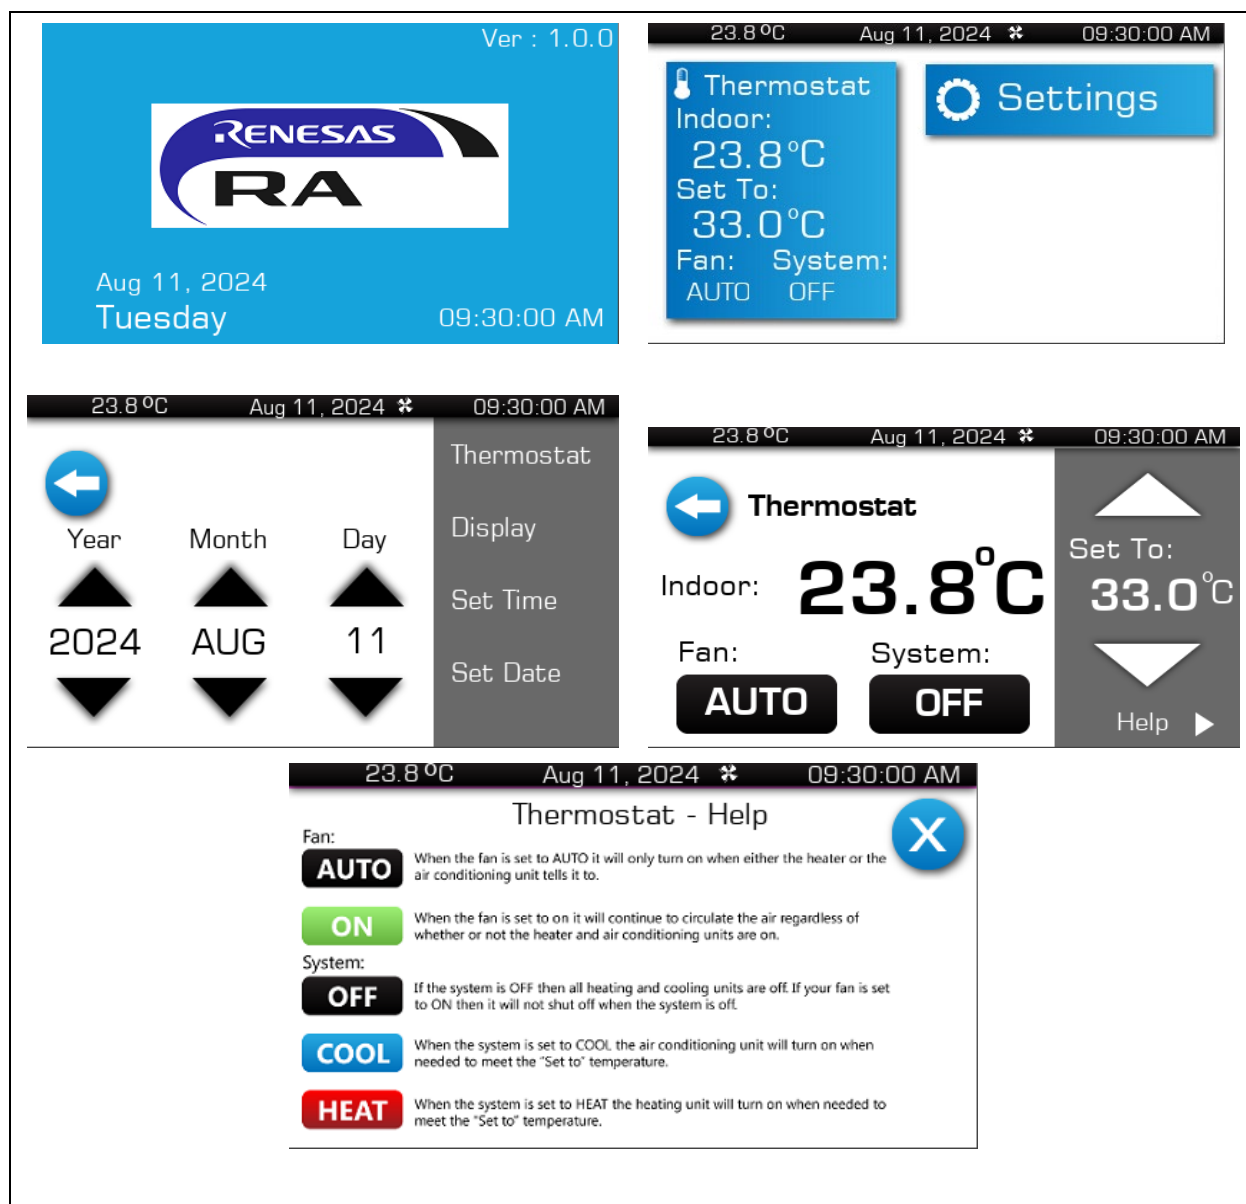 Ver : 1.0.0
RENESAS
RA
Aug 11, 2024
Tuesday
09:30:00 AM
23.8 ºC Aug 11, 2024 09:30:00 AM
Thermostat
Indoor:
23.8°C
Set To:
33.0°C
Fan: System:
AUTO OFF
Settings
23.8 ºC Aug 11, 2024 09:30:00 AM
Year Month Day
2024 AUG 11
Thermostat
Display
Set Time
Set Date
23.8 ºC Aug 11, 2024 09:30:00 AM
Thermostat
Indoor: 23.8°C
Fan: System:
AUTO OFF
Set To:
33.0°C
Help
23.8 ºC Aug 11, 2024 09:30:00 AM
Thermostat - Help
X
Fan:
AUTO
When the fan is set to AUTO it will only turn on when either the heater or the
air conditioning unit tells it to.
ON
When the fan is set to on it will continue to circulate the air regardless of
whether or not the heater and air conditioning units are on.
System:
OFF
If the system is OFF then all heating and cooling units are off. If your fan is set
to ON then it will not shut off when the system is off.
COOL
When the system is set to COOL the air conditioning unit will turn on when
needed to meet the "Set to" temperature.
HEAT
When the system is set to HEAT the heating unit will turn on when needed to
meet the "Set to" temperature.